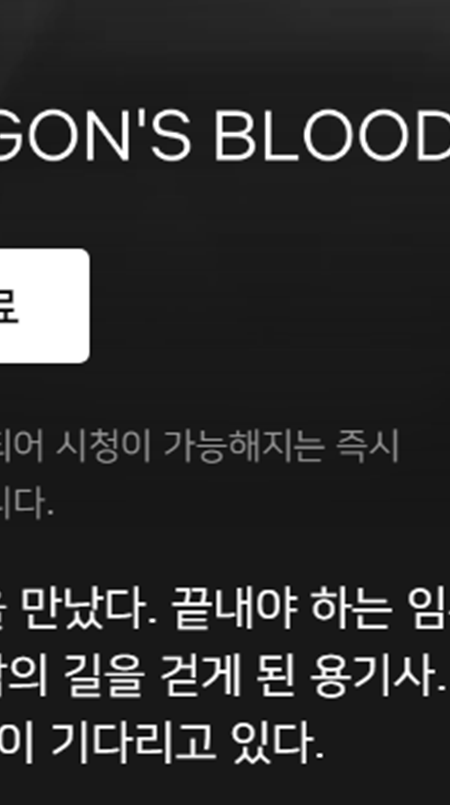 GON'S BLOOD
료
되어 시청이 가능해지는 즉시
니다.
을 만났다. 끝내야 하는 임
의 길을 걷게 된 용기사.
이 기다리고 있다.